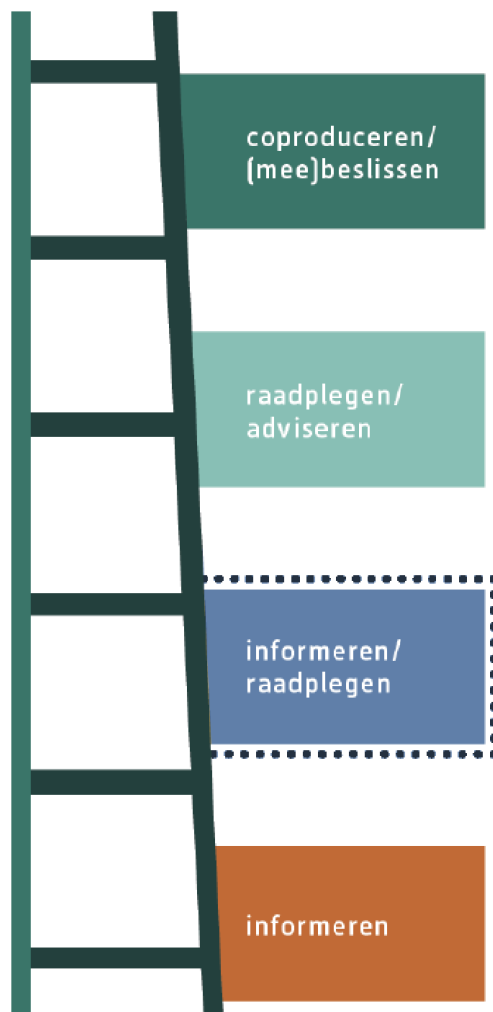 coproduceren/
(mee)beslissen
raadplegen/
adviseren
informeren/
raadplegen
informeren